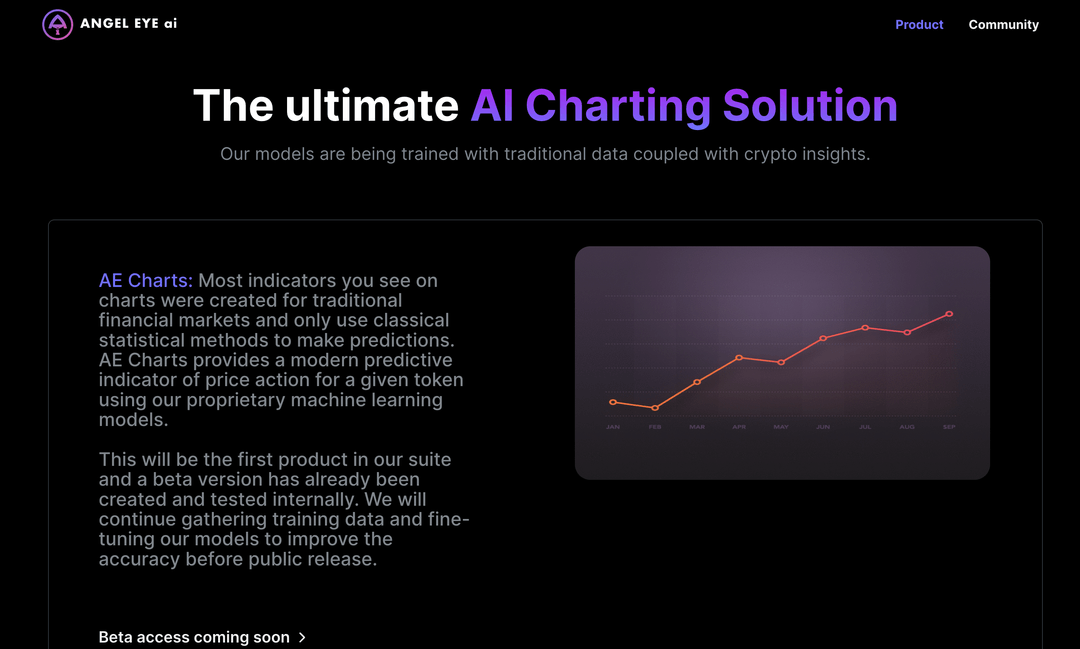 ANGEL EYE ai
Product
Community
The ultimate AI Charting Solution
Our models are being trained with traditional data coupled with crypto insights.
AE Charts: Most indicators you see on
charts were created for traditional
financial markets and only use classical
statistical methods to make predictions.
AE Charts provides a modern predictive
indicator of price action for a given token
using our proprietary machine learning
models.
This will be the first product in our suite
and a beta version has already been
created and tested internally. We will
continue gathering training data and fine-
tuning our models to improve the
accuracy before public release.
JAN FEB MAR APR MAY JUN JUL AUG SEP
Beta access coming soon